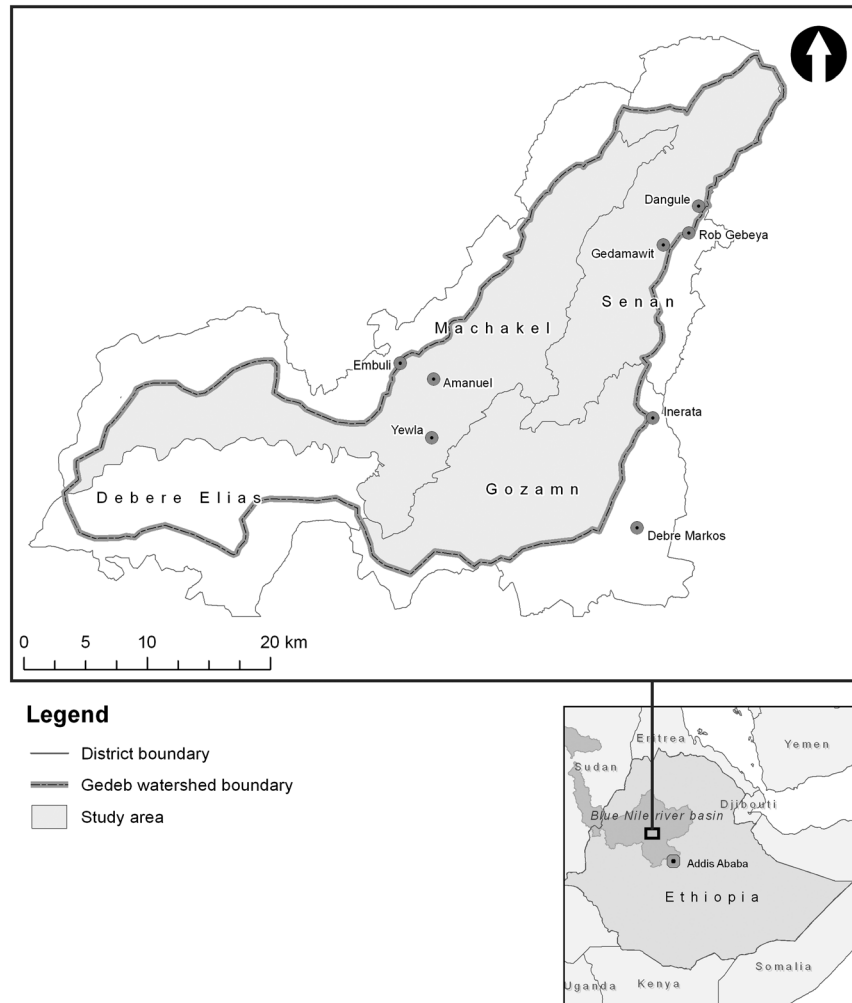 Dangule
Rob Gebeya
Gedamawit
Senan
Machakel
Embuli
Amanuel
Inerata
Yewla
Gozamn
Debere Elias
Debre Markos
0 5 10 20 km
Legend
District boundary
Gedeb watershed boundary
Study area
Eritrea
Yemen
Sudan
Djibouti
Blue Nile river basin
Addis Ababa
Ethiopia
Somalia
Uganda
Kenya